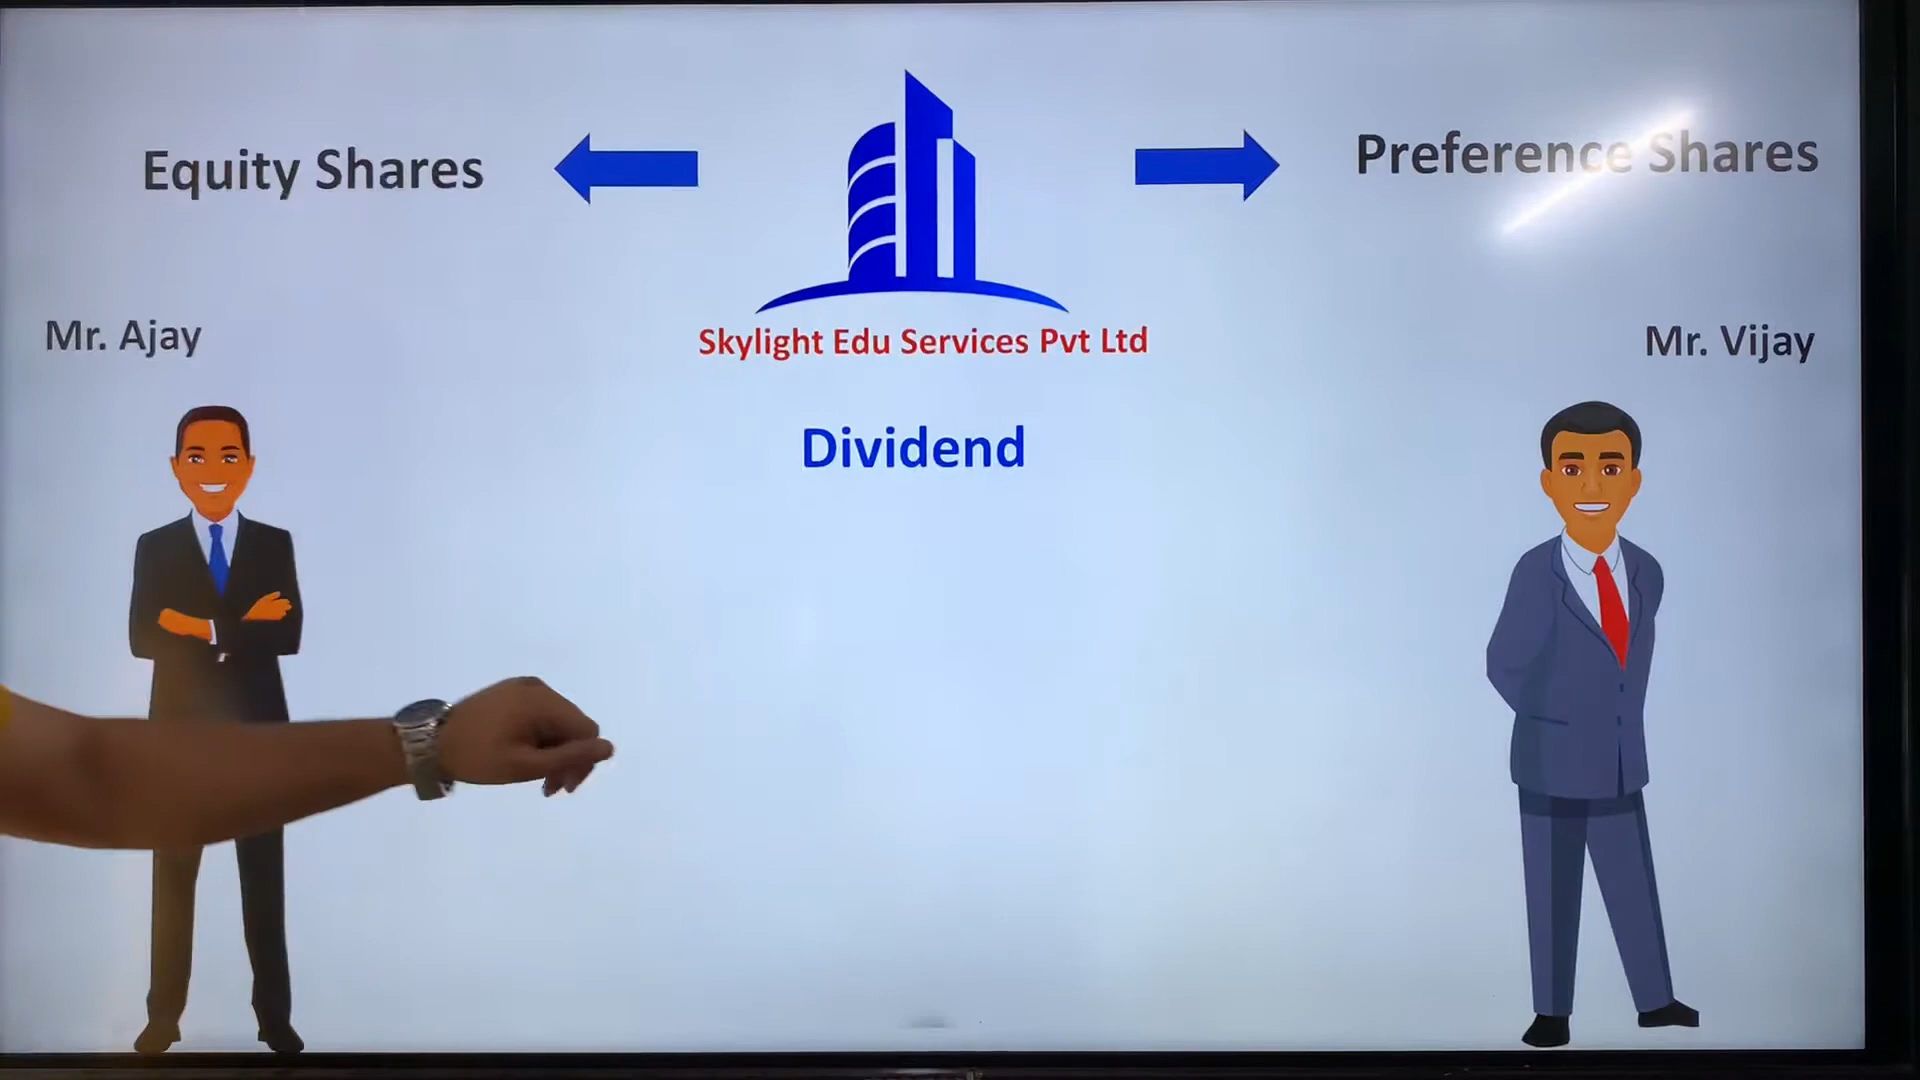 Equity Shares
Preference Shares
Mr. Ajay
Skylight Edu Services Pvt Ltd
Mr. Vijay
Dividend